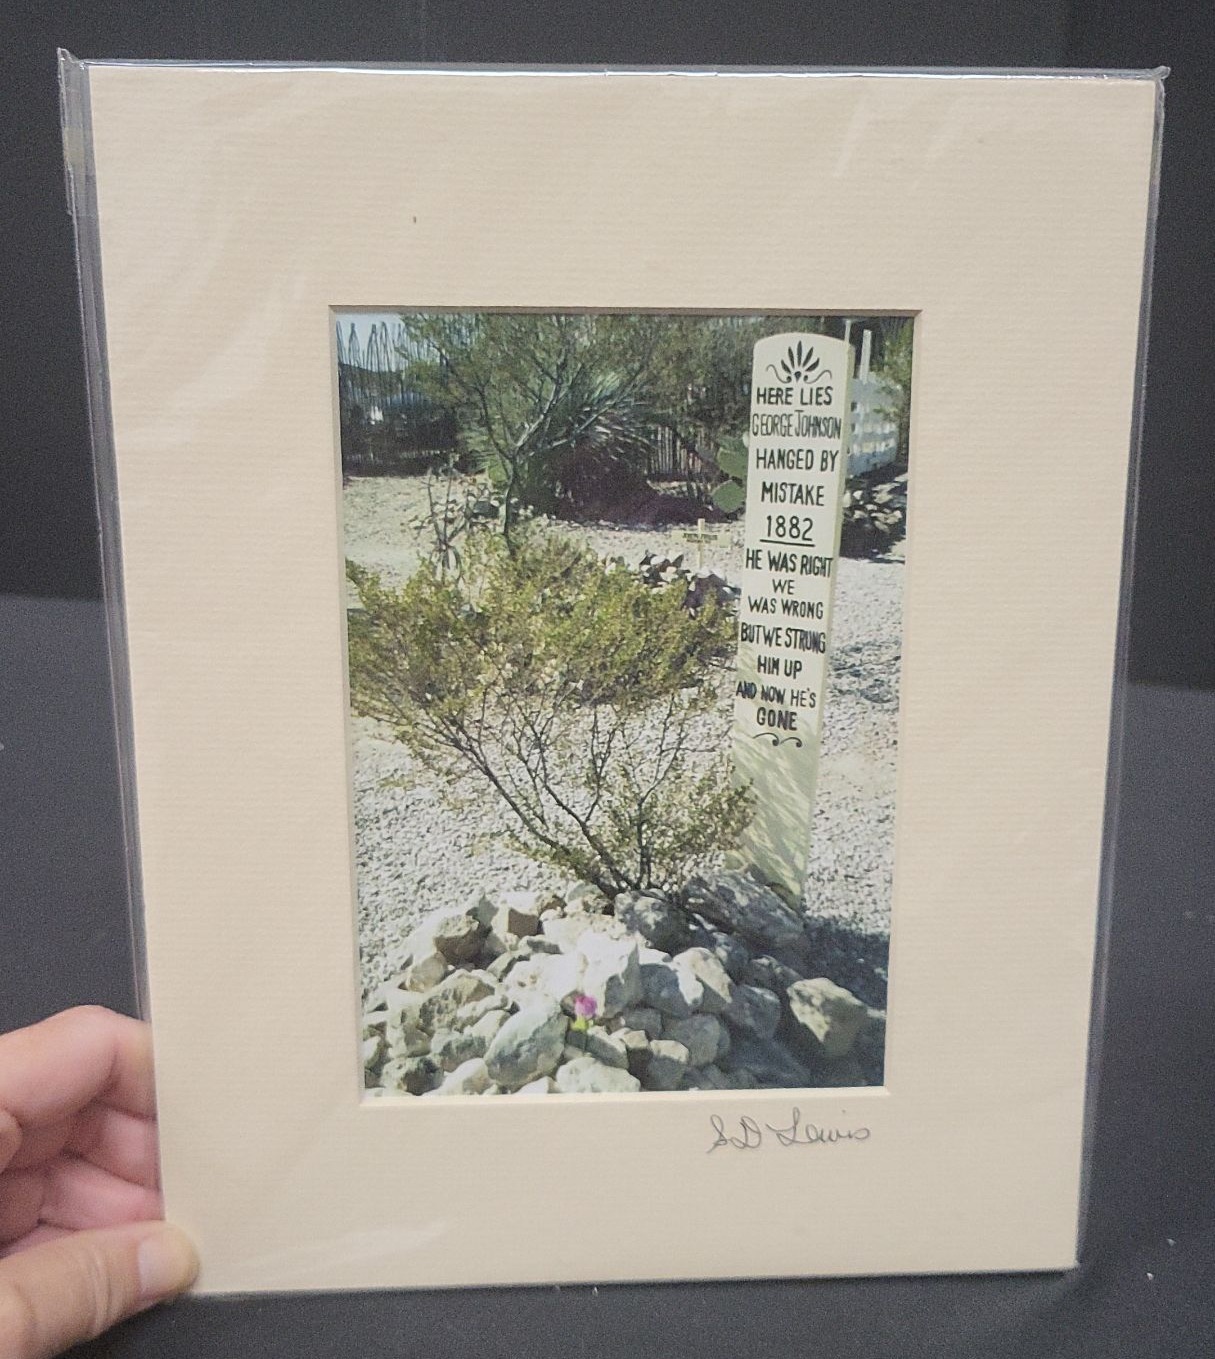 HERE LIES
GEORGE JOHNSON
HANGED BY
MISTAKE
1882
HE WAS RIGHT
WE
WAS WRONG
BUT WE STRUNG
HIM UP
AND NOW HE'S
GONE
SD Lewis